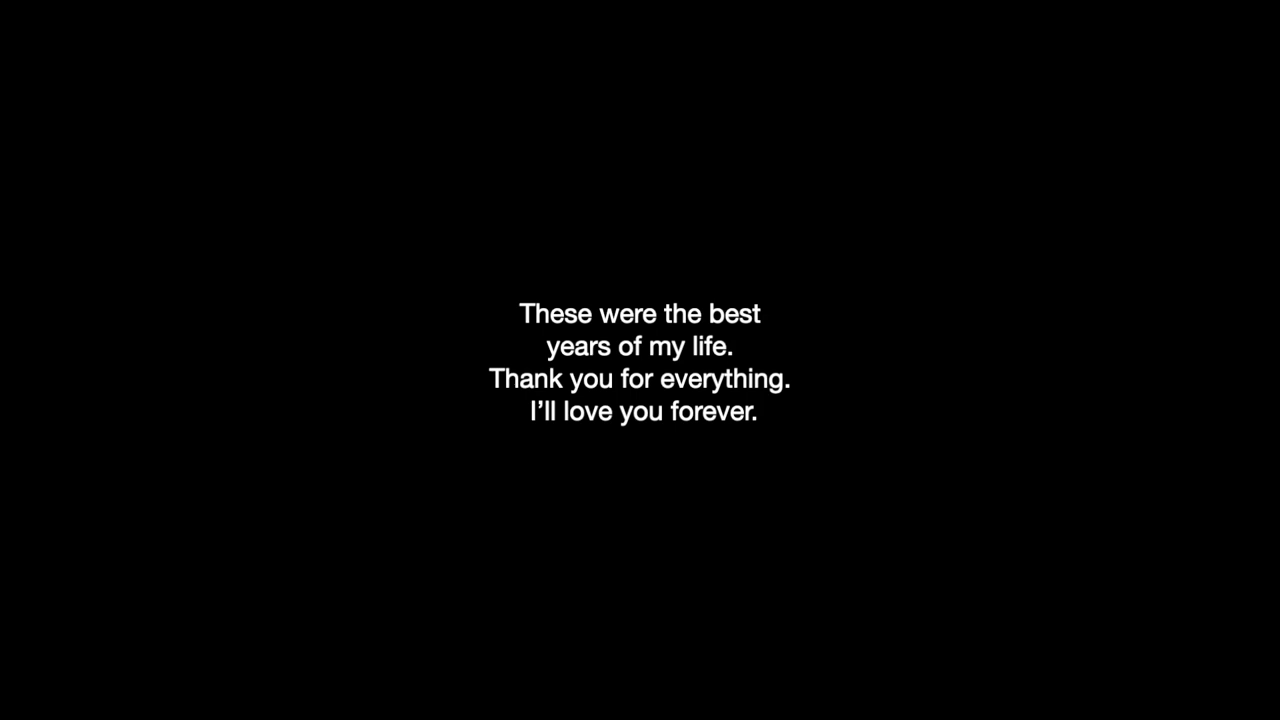 These were the best
years of my life.
Thank you for everything.
I’ll love you forever.